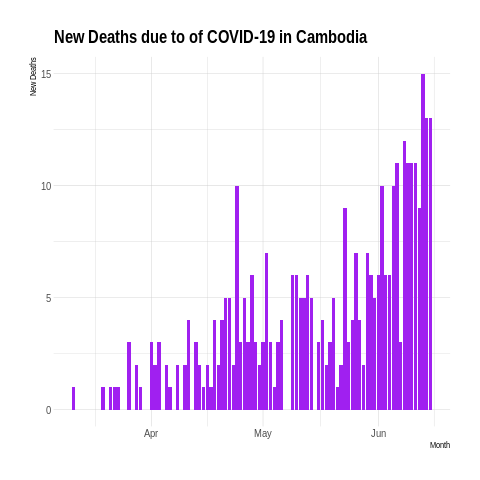 New Deaths due to of COVID-19 in Cambodia
New Deaths
15
10
5
0
Apr
May
Jun
Month